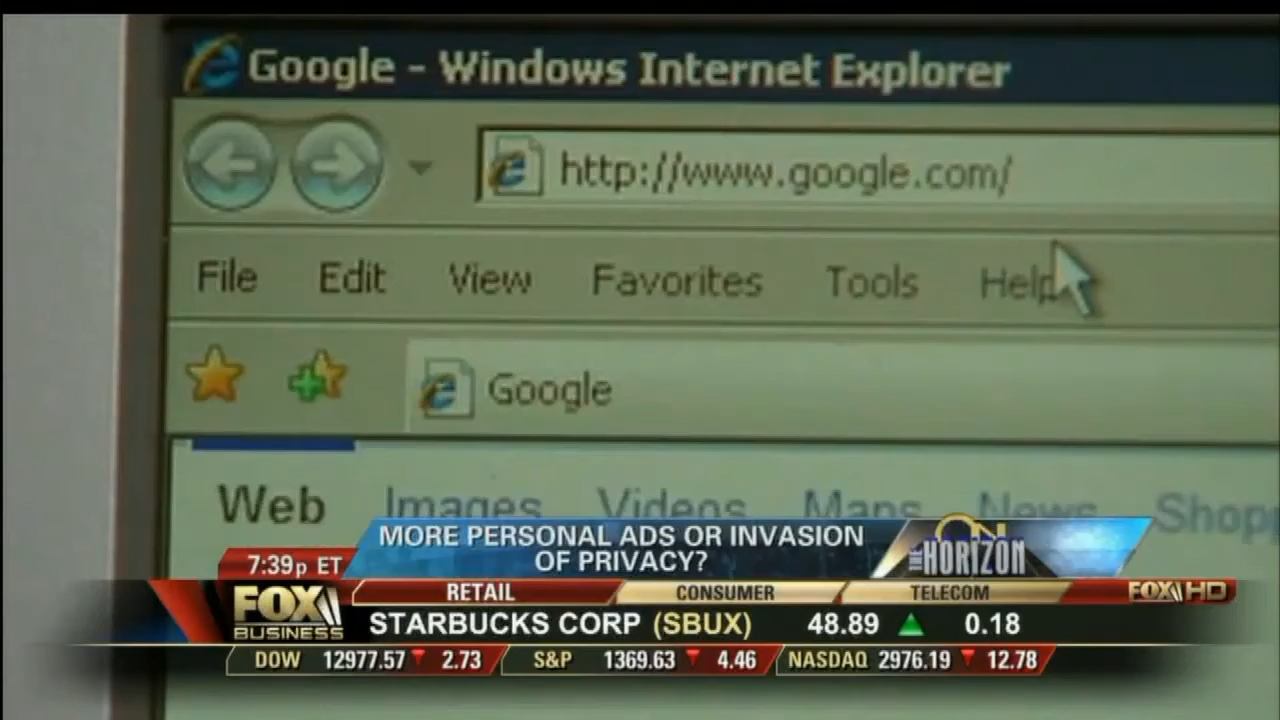 Google - Windows Internet Explorer
http://www.google.com/
File Edit View Favorites Tools Help
Google
Web Images Videos Maps News Shopp
MORE PERSONAL ADS OR INVASION
OF PRIVACY?
ON
THE HORIZON
7:39p ET
RETAIL CONSUMER TELECOM
FOX HD
FOX
BUSINESS
STARBUCKS CORP (SBUX) 48.89 0.18
DOW 12977.57 2.73 S&P 1369.63 4.46 NASDAQ 2976.19 12.78